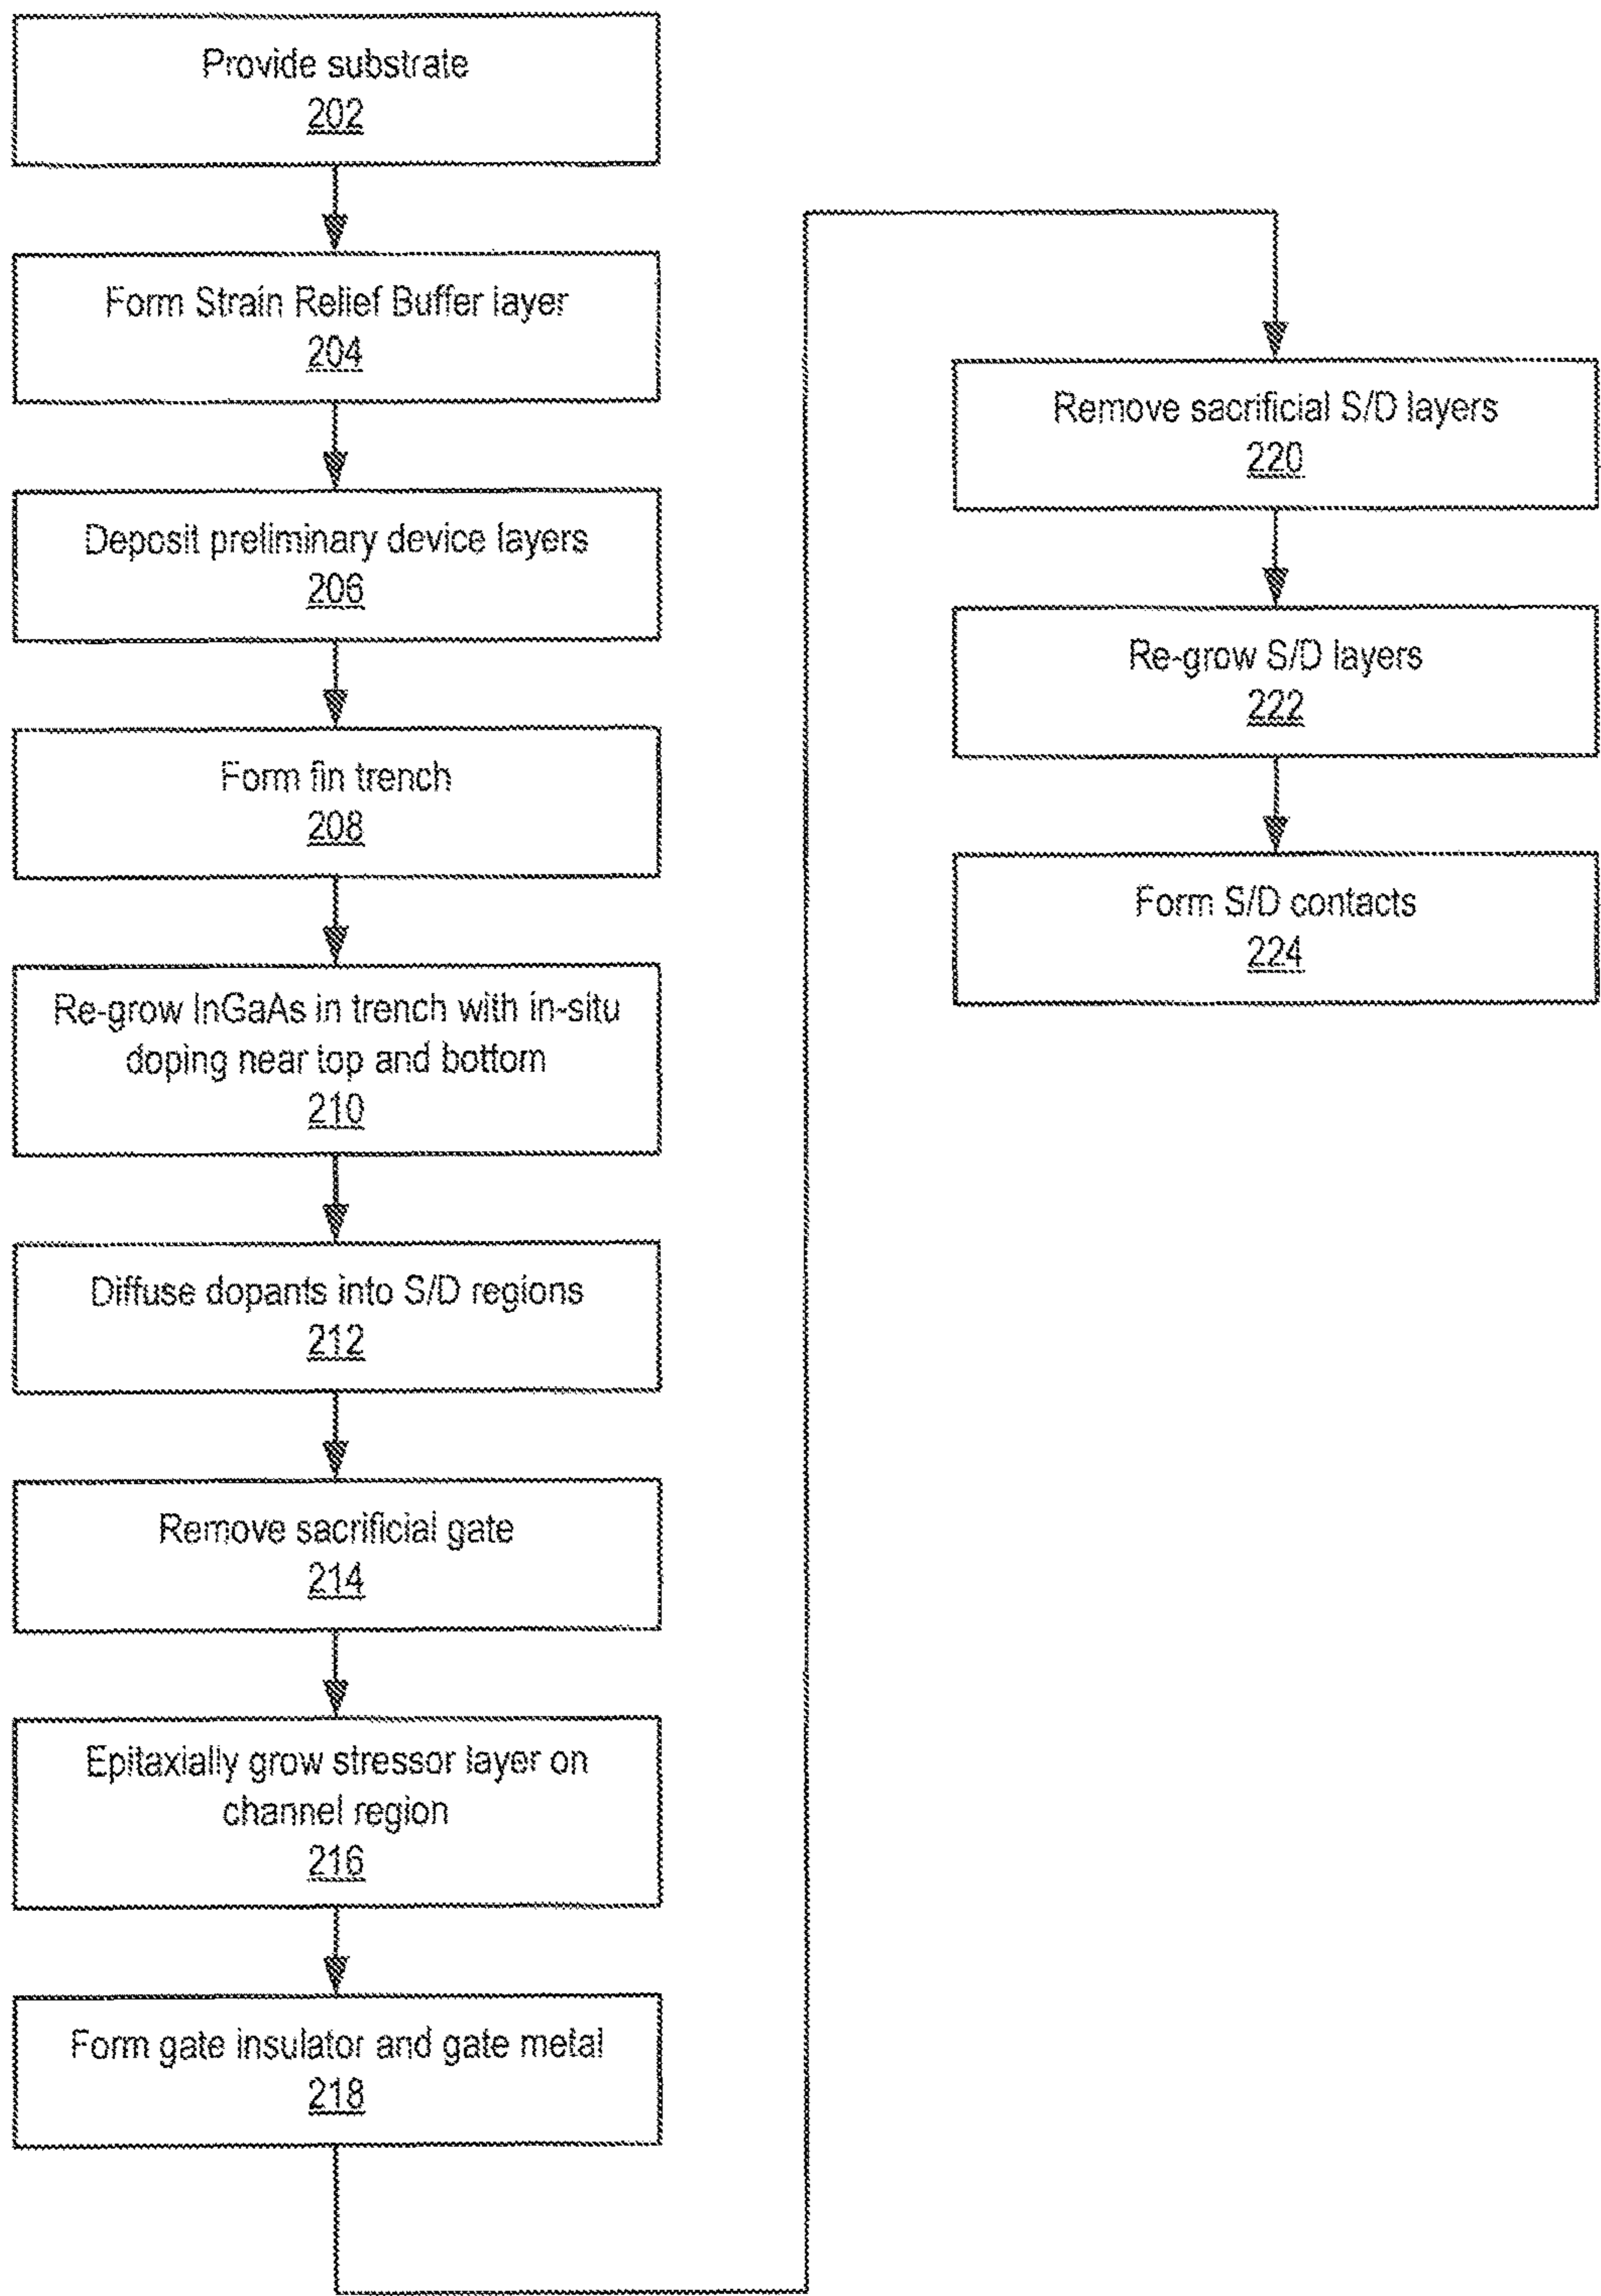 Provide substrate
202
Form Strain Relief Buffer layer
204
Deposit preliminary device layers
206
Form fin trench
208
Re-grow InGaAs in trench with in-situ
doping near top and bottom
210
Diffuse dopants into S/D regions
212
Remove sacrificial gate
214
Epitaxially grow stressor layer on
channel region
216
Form gate insulator and gate metal
218
Remove sacrificial S/D layers
220
Re-grow S/D layers
222
Form S/D contacts
224